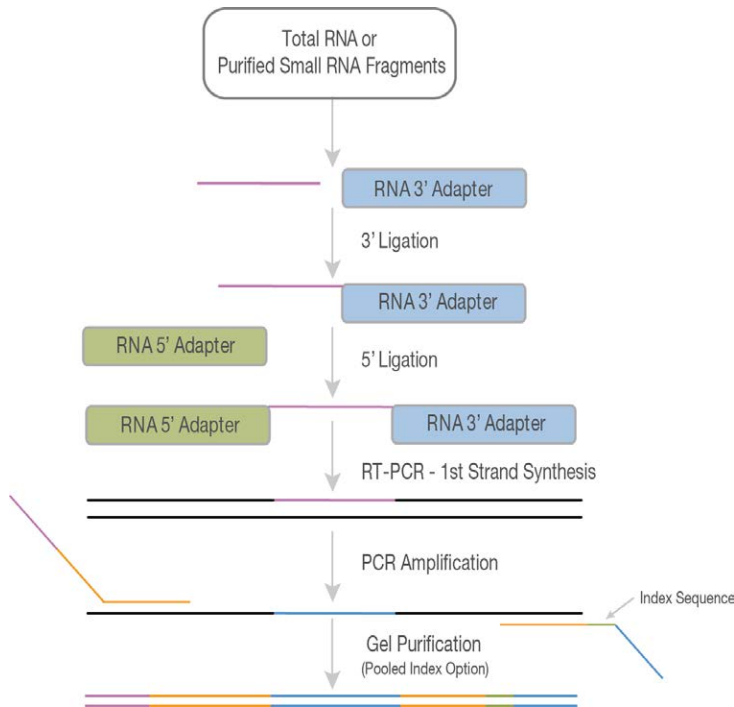 Total RNA or
Purified Small RNA Fragments
RNA 3’ Adapter
3’ Ligation
RNA 3’ Adapter
RNA 5’ Adapter
5’ Ligation
RNA 5’ Adapter
RNA 3’ Adapter
RT-PCR - 1st Strand Synthesis
PCR Amplification
Index Sequence
Gel Purification
(Pooled Index Option)